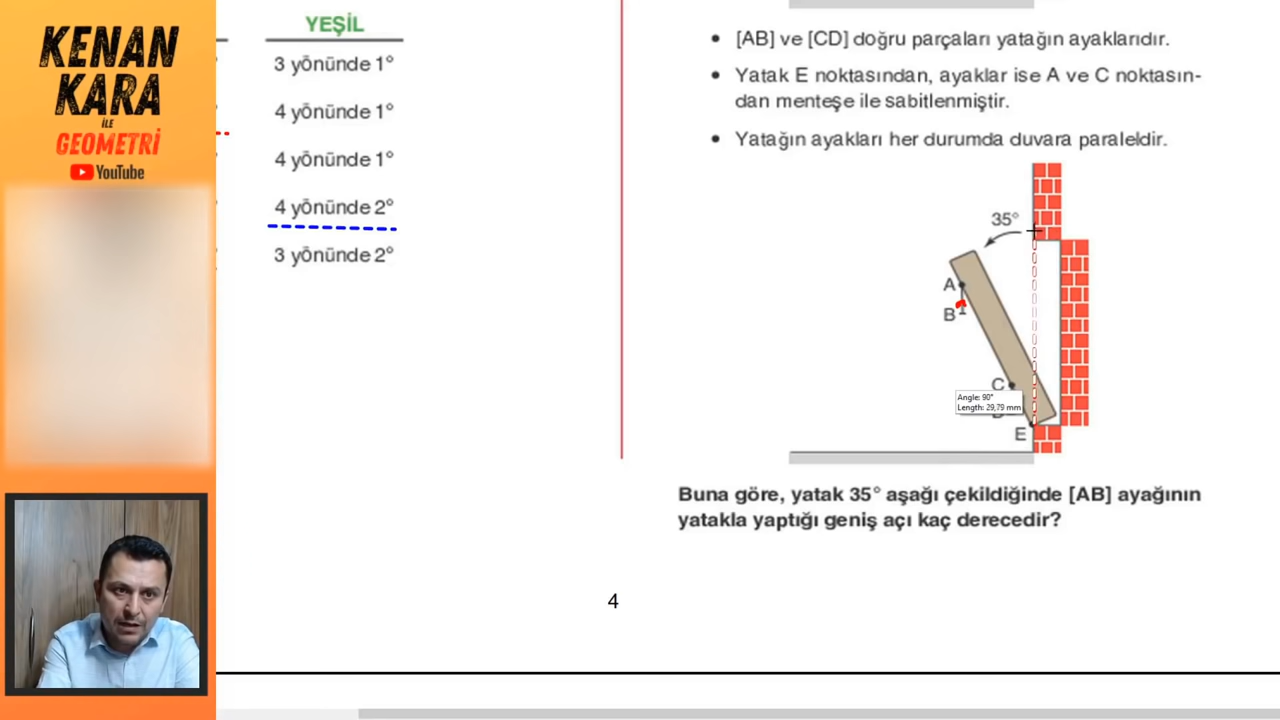 KENAN
KARA
İLE
GEOMETRİ
YouTube
YEŞİL
3 yönünde 1°
4 yönünde 1°
4 yönünde 1°
4 yönünde 2°
3 yönünde 2°
• [AB] ve [CD] doğru parçaları yatağın ayaklarıdır.
• Yatak E noktasından, ayaklar ise A ve C noktasın-
dan menteşe ile sabitlenmiştir.
• Yatağın ayakları her durumda duvara paraleldir.
35°
A
B
C
Angle: 90°
Length: 29,79 mm
E
Buna göre, yatak 35° aşağı çekildiğinde [AB] ayağının
yatakla yaptığı geniş açı kaç derecedir?
4